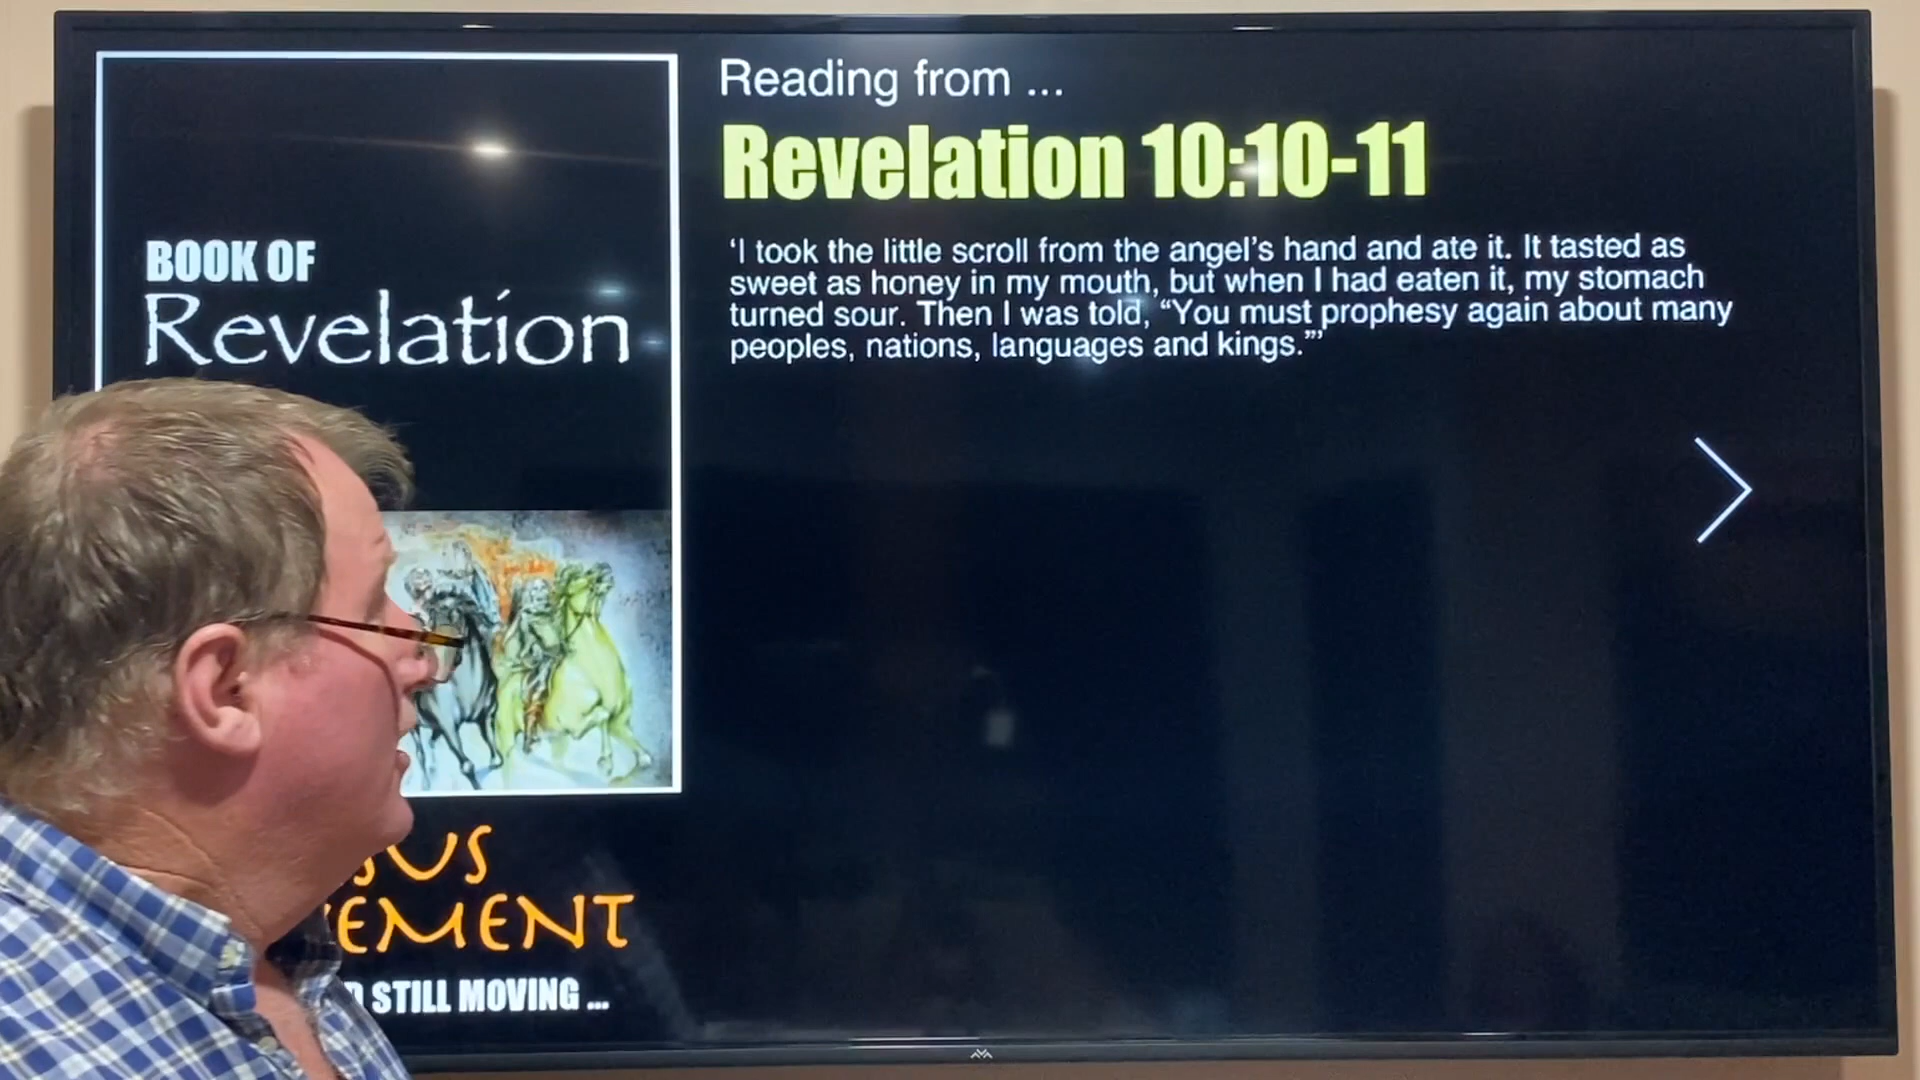 Reading from ...
Revelation 10:10-11
‘I took the little scroll from the angel’s hand and ate it. It tasted as
sweet as honey in my mouth, but when I had eaten it, my stomach
turned sour. Then I was told, “You must prophesy again about many
peoples, nations, languages and kings.”’
BOOK OF
Revelation
STILL MOVING ...